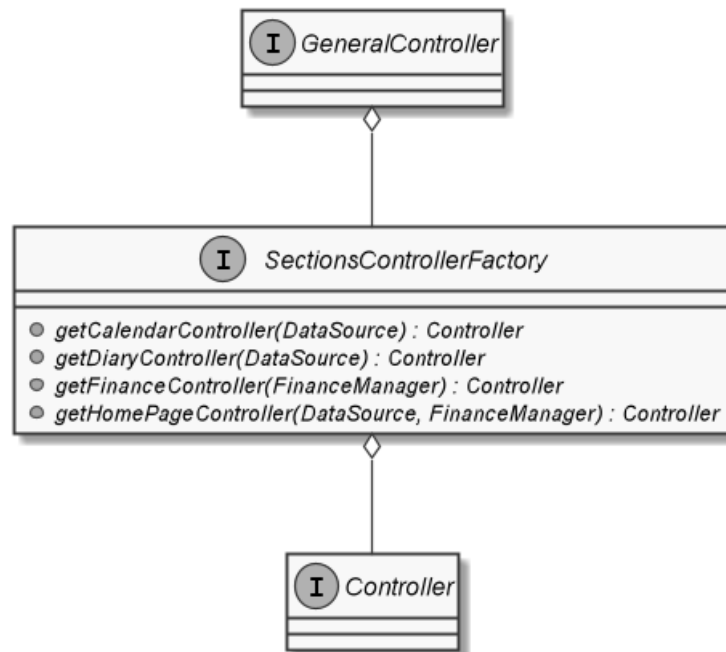 I GeneralController
I SectionsControllerFactory
getCalendarController(DataSource) : Controller
getDiaryController(DataSource) : Controller
getFinanceController(FinanceManager) : Controller
getHomePageController(DataSource, FinanceManager) : Controller
I Controller